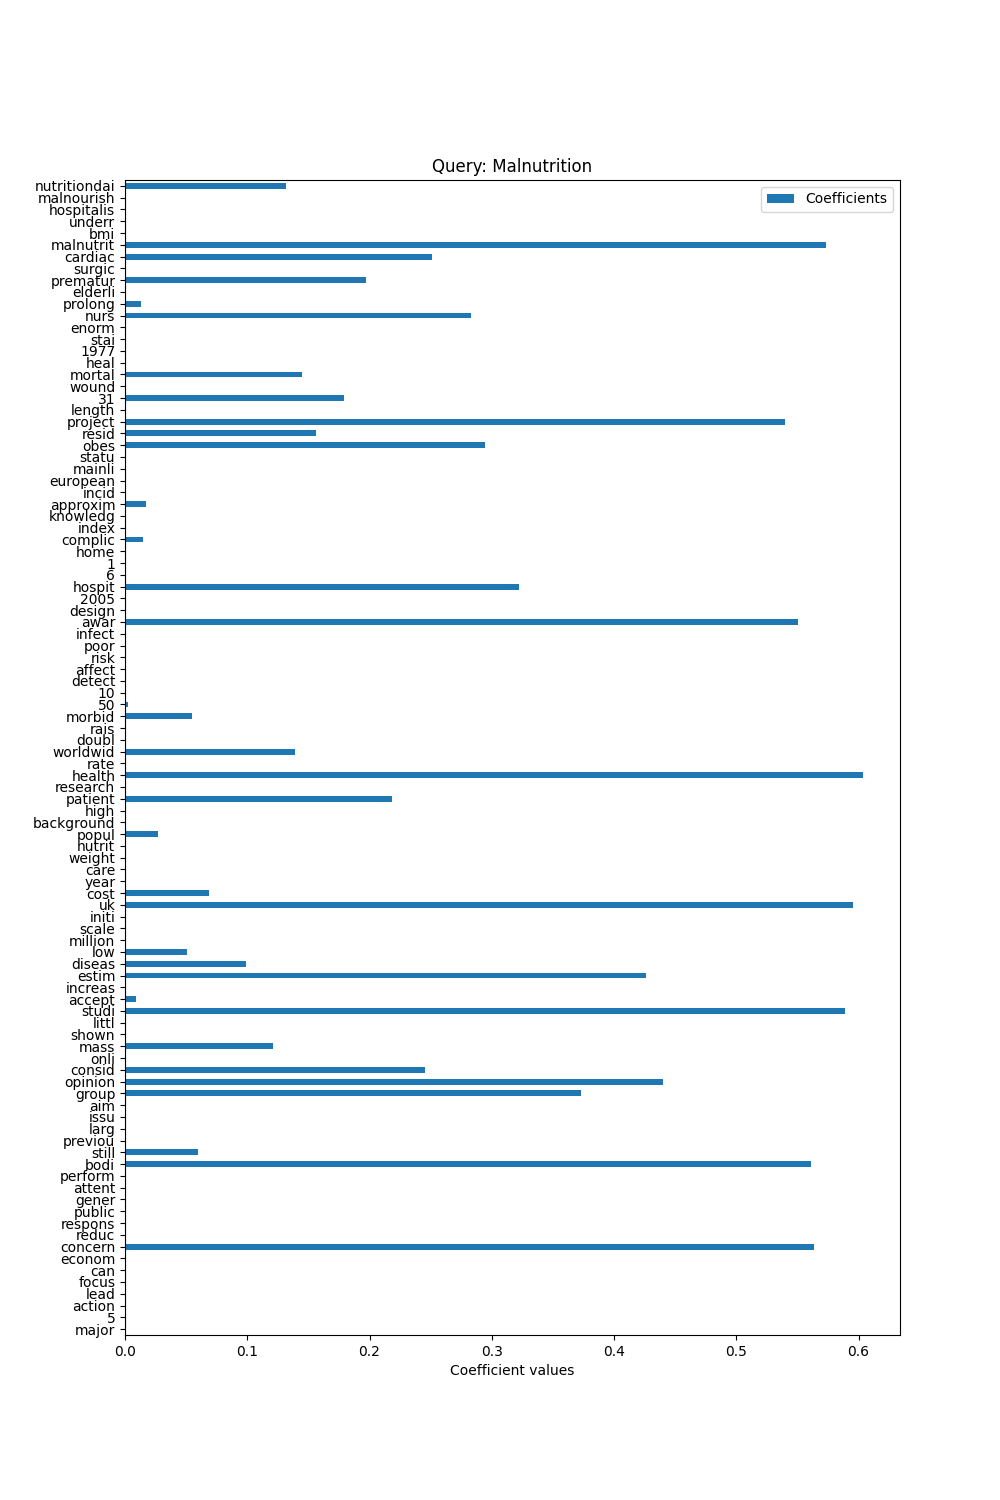 Query: Malnutrition
Coefficients
nutritiondai
malnourish
hospitalis
underr
bmi
malnutrit
cardiac
surgic
prematur
elderli
prolong
nurs
enorm
stai
1977
heal
mortal
wound
31
length
project
resid
obes
statu
mainli
european
incid
approxim
knowledg
index
complic
home
1
6
hospit
2005
design
awar
infect
poor
risk
affect
detect
10
50
morbid
rais
doubl
worldwid
rate
health
research
patient
high
background
popul
nutrit
weight
care
year
cost
uk
initi
scale
million
low
diseas
estim
increas
accept
studi
littl
shown
mass
onli
consid
opinion
group
aim
issu
larg
previou
still
bodi
perform
attent
gener
public
respons
reduc
concern
econom
can
focus
lead
action
5
major
0.0 0.1 0.2 0.3 0.4 0.5 0.6
Coefficient values